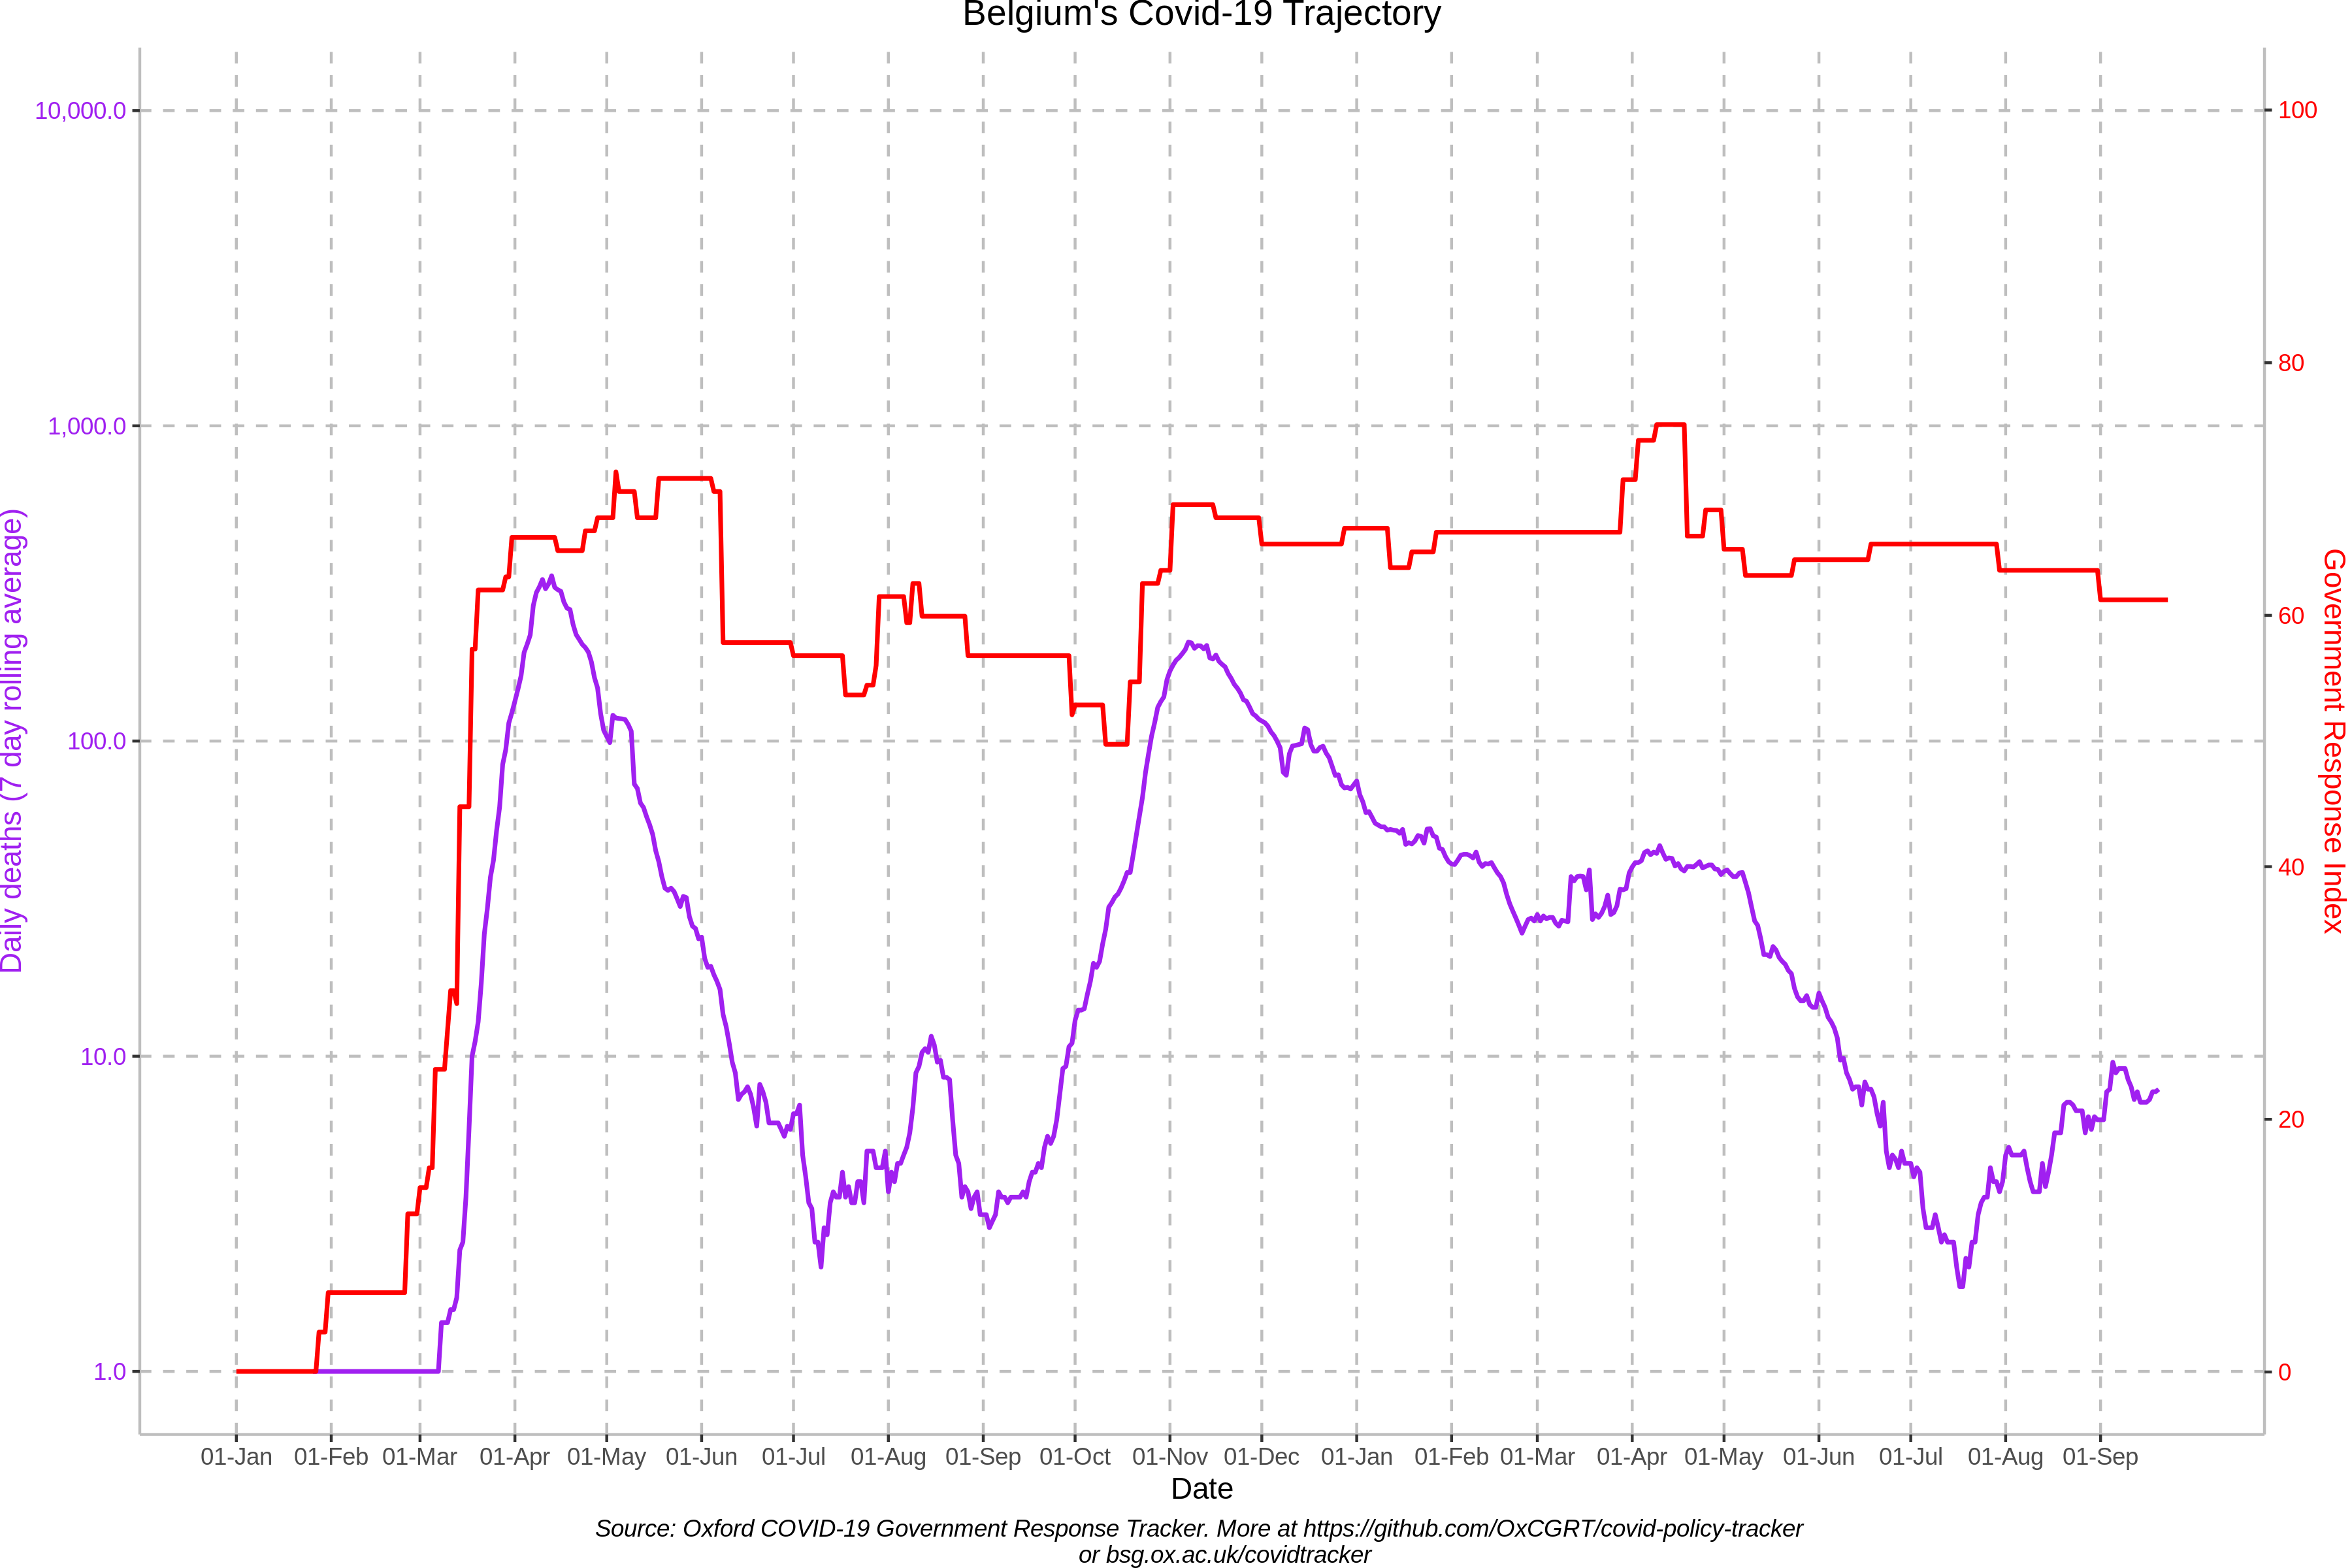 Belgium's Covid-19 Trajectory
10,000.0
1,000.0
100.0
10.0
1.0
Daily deaths (7 day rolling average)
100
80
60
40
20
0
Government Response Index
01-Jan 01-Feb 01-Mar 01-Apr 01-May 01-Jun 01-Jul 01-Aug 01-Sep 01-Oct 01-Nov 01-Dec 01-Jan 01-Feb 01-Mar 01-Apr 01-May 01-Jun 01-Jul 01-Aug 01-Sep
Date
Source: Oxford COVID-19 Government Response Tracker. More at https://github.com/OxCGRT/covid-policy-tracker
or bsg.ox.ac.uk/covidtracker